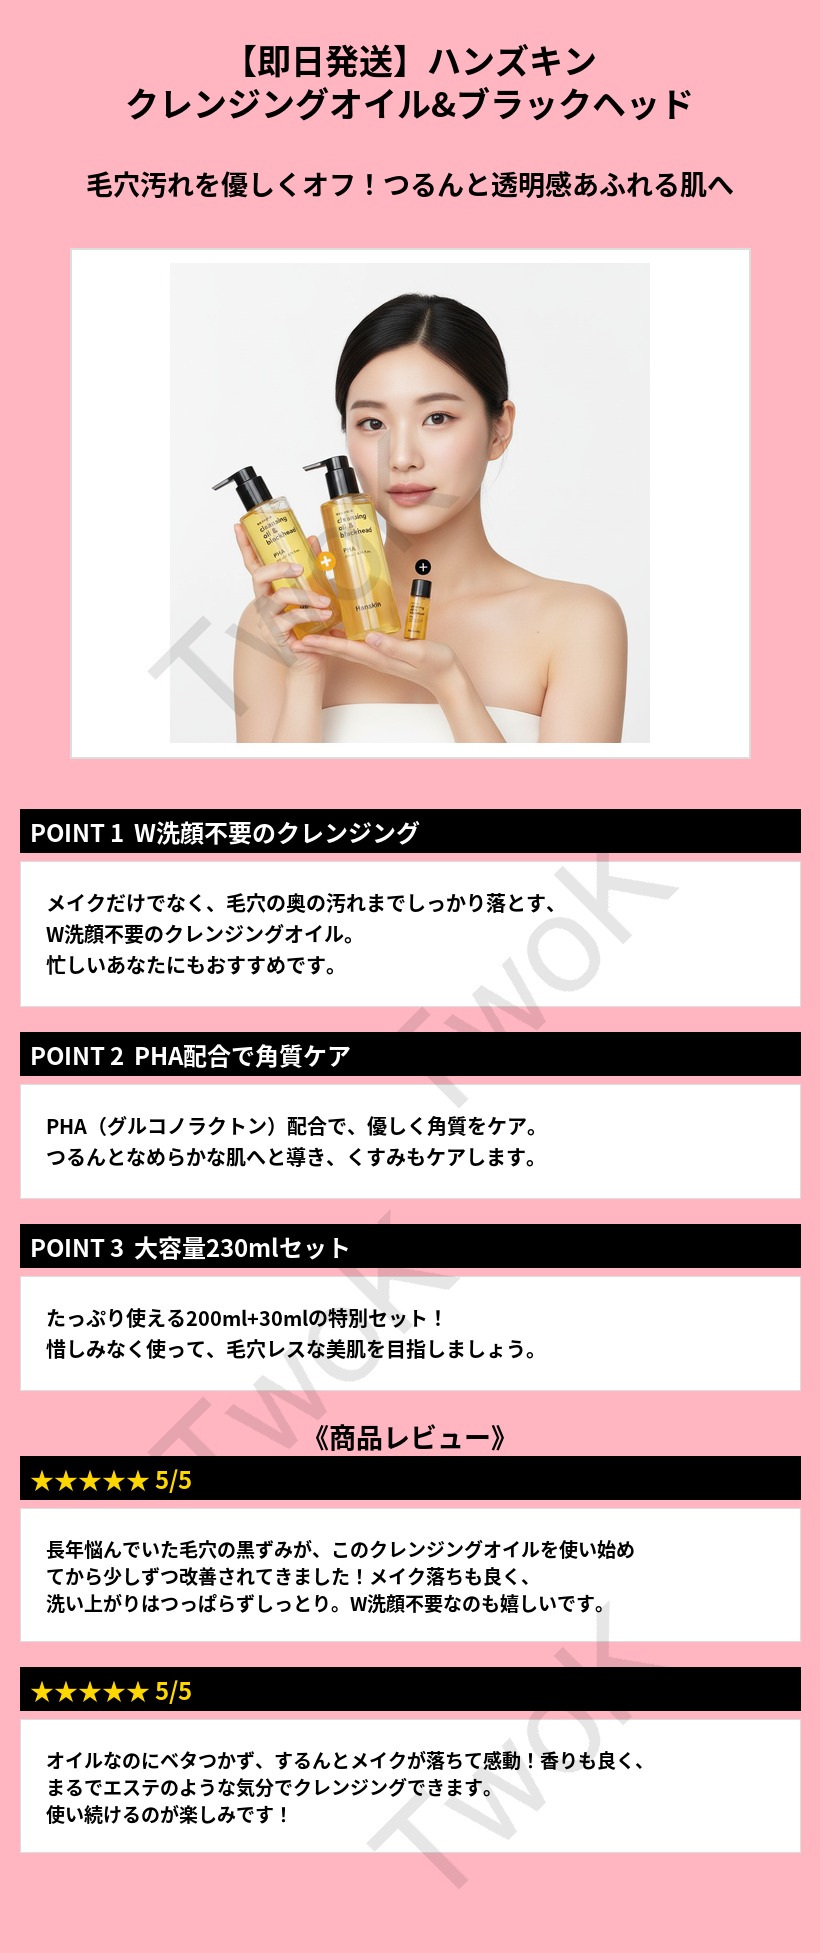 【即日発送】ハンズキン
クレンジングオイル&ブラックヘッド
毛穴汚れを優しくオフ！つるんと透明感あふれる肌へ
cleansing
oil &
blackhead
PHA
cleansing
oil &
blackhead
PHA
Hanskin
TwoK
POINT 1 W洗顔不要のクレンジング
メイクだけでなく、毛穴の奥の汚れまでしっかり落とす、
W洗顔不要のクレンジングオイル。
忙しいあなたにもおすすめです。
TwoK
POINT 2 PHA配合で角質ケア
PHA（グルコノラクトン）配合で、優しく角質をケア。
つるんとなめらかな肌へと導き、くすみもケアします。
POINT 3 大容量230mlセット
たっぷり使える200ml+30mlの特別セット！
惜しみなく使って、毛穴レスな美肌を目指しましょう。
TwoK
《商品レビュー》
★★★★★ 5/5
長年悩んでいた毛穴の黒ずみが、このクレンジングオイルを使い始め
てから少しずつ改善されてきました！メイク落ちも良く、
洗い上がりはつっぱらずしっとり。W洗顔不要なのも嬉しいです。
★★★★★ 5/5
オイルなのにベタつかず、するんとメイクが落ちて感動！香りも良く、
まるでエステのような気分でクレンジングできます。
使い続けるのが楽しみです！
TwoK